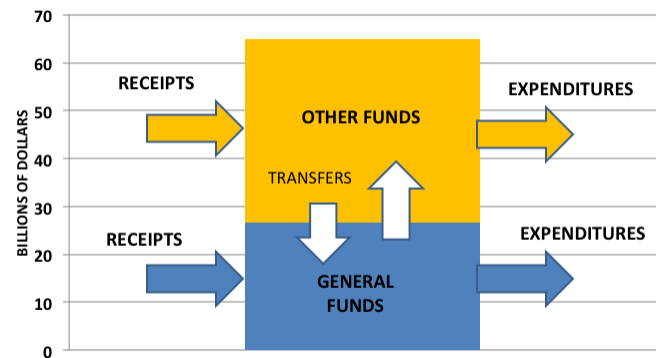 70
60
50
40
30
20
10
0
BILLIONS OF DOLLARS
RECEIPTS
EXPENDITURES
OTHER FUNDS
TRANSFERS
RECEIPTS
EXPENDITURES
GENERAL
FUNDS